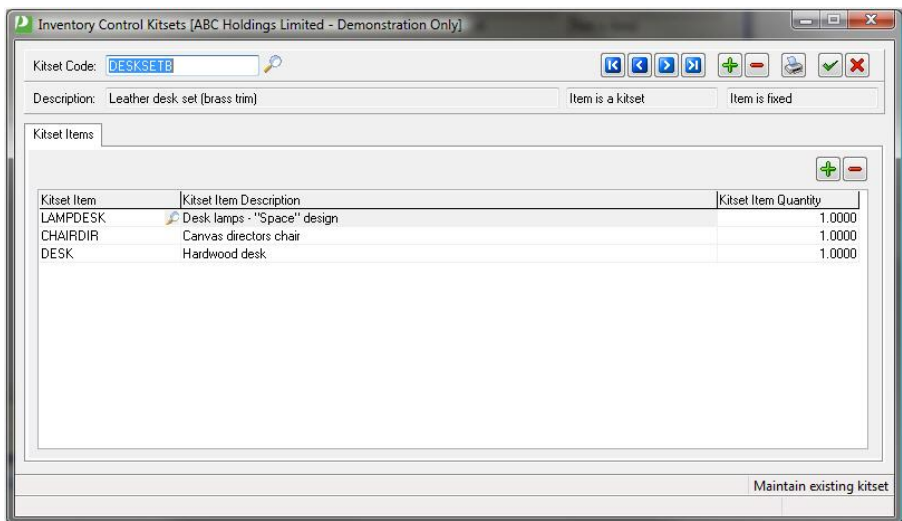 Inventory Control Kitsets [ABC Holdings Limited - Demonstration Only]
Kitset Code: DESKSETB
Description: Leather desk set (brass trim) Item is a kitset Item is fixed
Kitset Items
Kitset Item Kitset Item Description Kitset Item Quantity
LAMPDESK Desk lamps - "Space" design 1.0000
CHAIRDIR Canvas directors chair 1.0000
DESK Hardwood desk 1.0000
Maintain existing kitset